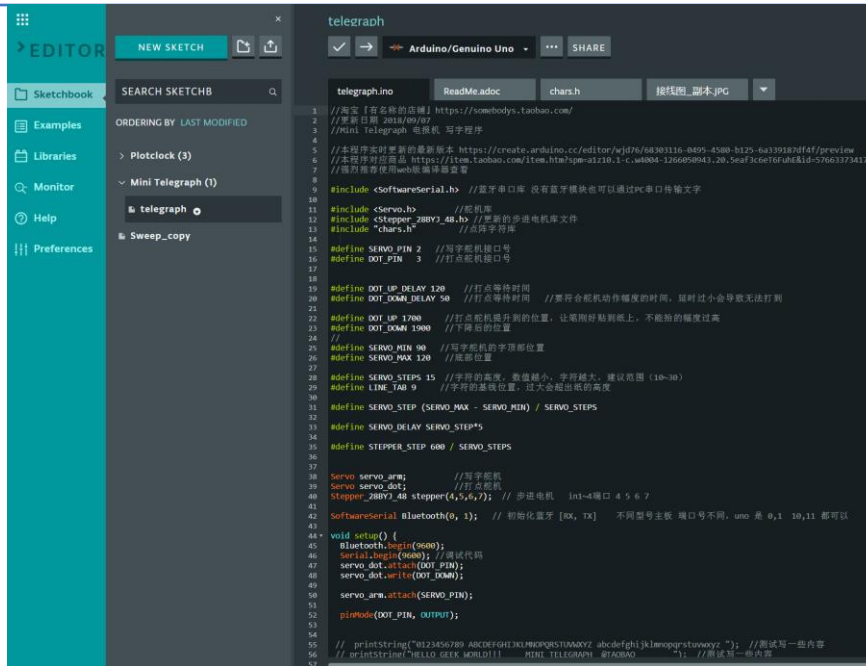 EDITOR
NEW SKETCH
Sketchbook
SEARCH SKETCHB
Examples
ORDERING BY LAST MODIFIED
Libraries
Plotclock (3)
Monitor
Mini Telegraph (1)
telegraph
Help
Sweep_copy
Preferences
×
telegraph
Arduino/Genuino Uno ... SHARE
telegraph.ino ReadMe.adoc chars.h 接线图_副本.JPG
1 //淘宝『有名称的店铺』https://somebodys.taobao.com/
2 //更新日期 2018/09/07
3 //Mini Telegraph 电报机 写字程序
4
5 //本程序实时更新的最新版本 https://create.arduino.cc/editor/wjd76/68303116-0495-4580-b125-6a339187df4f/preview
6 //本程序对应商品
7 //强烈推荐使用web版编译器查看
8
9 #include <SoftwareSerial.h> //蓝牙串口库 没有蓝牙模块也可以通过PC串口传输文字
10
11 #include <Servo.h> //舵机库
12 #include <Stepper_28BYJ_48.h> //更新的步进电机库文件
13 #include "chars.h" //点阵字符库
14
15 #define SERVO_PIN 2 //写字舵机接口号
16 #define DOT_PIN 3 //打点舵机接口号
17
18
19 #define DOT_UP_DELAY 120 //打点等待时间
20 #define DOT_DOWN_DELAY 50 //打点等待时间 //要符合舵机动作幅度的时间，延时过小会导致无法打到
21
22 #define DOT_UP 1700 //打点舵机提升到的位置，让笔刚好贴到纸上，不能抬的幅度过高
23 #define DOT_DOWN 1900 //下降后的位置
24 //
25 #define SERVO_MIN 90 //写字舵机的字顶部位置
26 #define SERVO_MAX 120 //底部位置
27
28 #define SERVO_STEPS 15 //字符的高度，数值越小，字符越大，建议范围（10~30）
29 #define LINE_TAB 9 //字符的基线位置，过大会超出纸的高度
30
31 #define SERVO_STEP (SERVO_MAX - SERVO_MIN) / SERVO_STEPS
32
33 #define SERVO_DELAY SERVO_STEP*5
34
35 #define STEPPER_STEP 600 / SERVO_STEPS
36
37
38 Servo servo_arm; //写字舵机
39 Servo servo_dot; //打点舵机
40 Stepper_28BYJ_48 stepper(4,5,6,7); // 步进电机 in1~4端口 4 5 6 7
41
42 SoftwareSerial Bluetooth(0, 1); // 初始化蓝牙 [RX, TX] 不同型号主板 端口号不同，uno 是 0,1 10,11 都可以
43
44 void setup() {
45 Bluetooth.begin(9600);
46 Serial.begin(9600); //调试代码
47 servo_dot.attach(DOT_PIN);
48 servo_dot.write(DOT_DOWN);
49
50 servo_arm.attach(SERVO_PIN);
51
52 pinMode(DOT_PIN, OUTPUT);
53
54
55 // printString("0123456789 ABCDEFGHIJKLMNOPQRSTUVWXYZ abcdefghijklmnopqrstuvwxyz "); //测试写一些内容
56 // printString("HELLO GEEK WORLD!!! MINI TELEGRAPH @TAOBAO "); //测试写一些内容
57